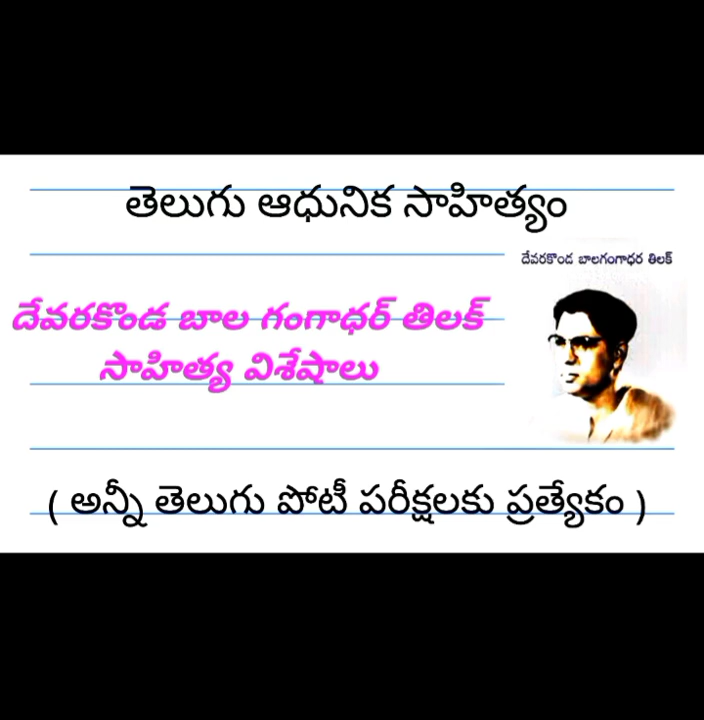 తెలుగు ఆధునిక సాహిత్యం
దేవరకొండ బాలగంగాధర తిలక్
దేవరకొండ బాల గంగాధర్ తిలక్
సాహిత్య విశేషాలు
( అన్నీ తెలుగు పోటీ పరీక్షలకు ప్రత్యేకం )